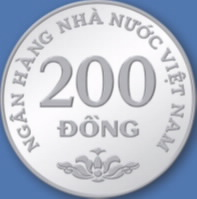 NGÂN HÀNG NHÀ NƯỚC VIỆT NAM
200
ĐỒNG